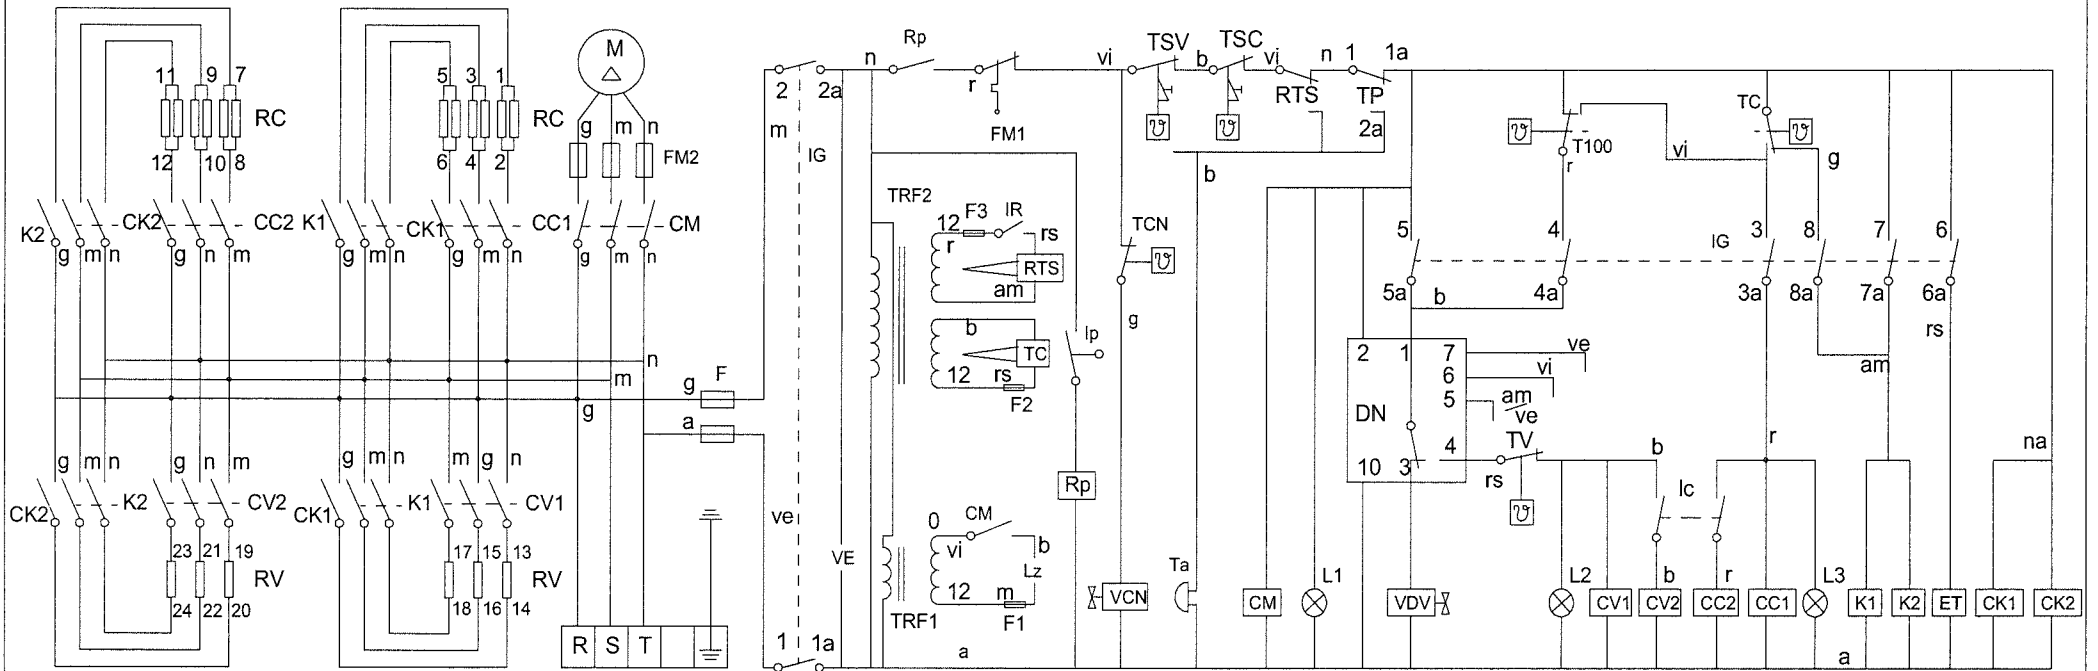 M
11 9 7 5 3 1
RC RC
12 10 8 6 4 2
g m n
FM2
K2 CK2 CC2 K1 CK1 CC1 CM
g m n g n m g m n g m n g m n
n
m
g
g F
a
g m n g n m g m n m g n
CK2 K2 CV2 CK1 K1 CV1
23 21 19 17 15 13
RV RV
24 22 20 18 16 14
R S T
2 2a
m
IG
ve
VE
1 1a
n Rp
r
FM1
vi TSV b TSC vi n 1 1a
RTS TP
2a
ϑ ϑ
b
TRF2
12 F3 IR
r rs
RTS
am
b
TC
12 rs
F2
Ip
TCN
ϑ
g
Rp
0 CM
vi b
Lz
12 m
F1
TRF1
VCN
Ta
a
TC
ϑ T100 ϑ
r vi g
5 4 IG 3 8 7 6
5a b 4a 3a 8a 7a 6a
rs
am
2 1 7 ve
6 vi
5 am
ve
DN
4 TV
10 3 rs
ϑ
b r na
Ic
b r
L1 L2 L3
CM VDV CV1 CV2 CC2 CC1 K1 K2 ET CK1 CK2
a